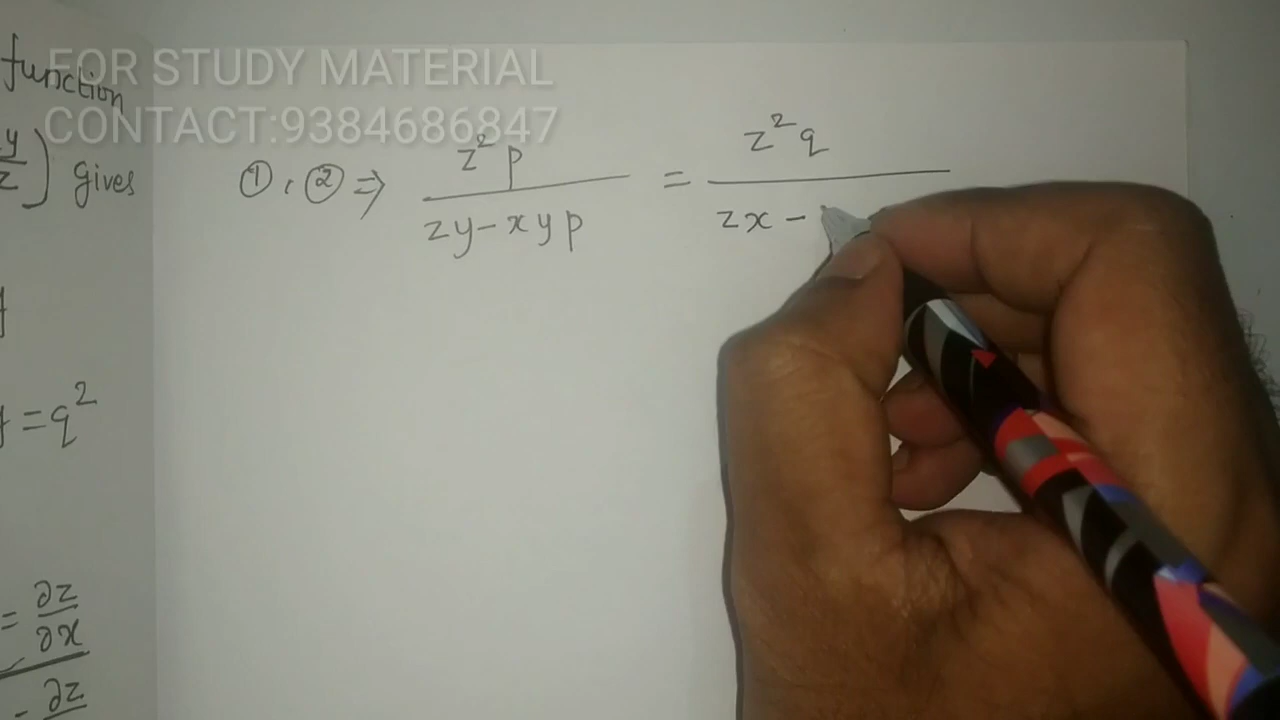 FOR STUDY MATERIAL
CONTACT:9384686847
function
y/z) gives
= q²
= ∂z/∂x
- ∂z
①, ② ⇒ z²p / zy-xyp = z²q / zx -